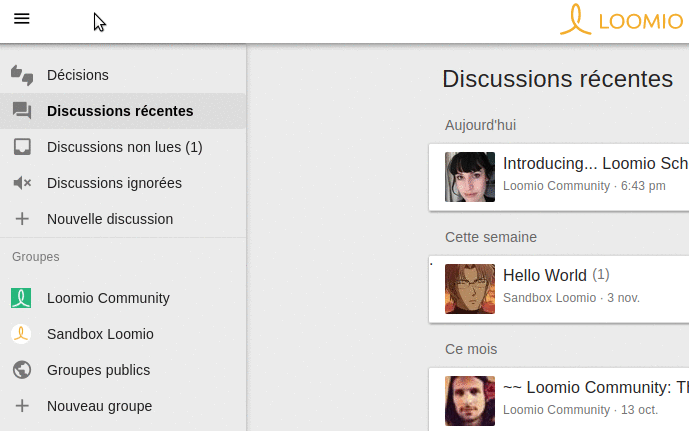 LOOMIO
Décisions
Discussions récentes
Discussions non lues (1)
Discussions ignorées
Nouvelle discussion
Groupes
Loomio Community
Sandbox Loomio
Groupes publics
Nouveau groupe
Discussions récentes
Aujourd'hui
Introducing... Loomio Sch
Loomio Community · 6:43 pm
Cette semaine
Hello World (1)
Sandbox Loomio · 3 nov.
Ce mois
~~ Loomio Community: Th
Loomio Community · 13 oct.